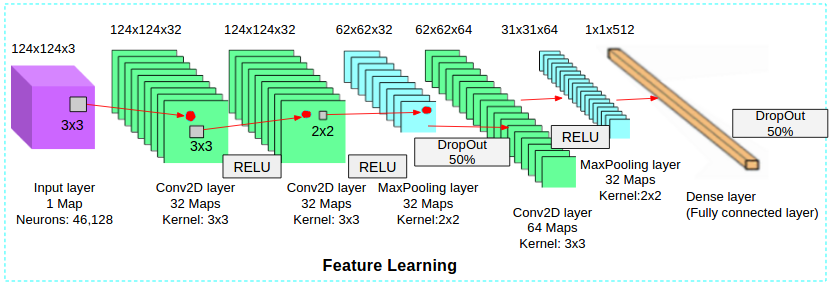 124x124x32
124x124x32
62x62x32
62x62x64
31x31x64
1x1x512
124x124x3
3x3
3x3
2x2
RELU
RELU
DropOut
50%
RELU
DropOut
50%
Input layer
1 Map
Neurons: 46,128
Conv2D layer
32 Maps
Kernel: 3x3
Conv2D layer
32 Maps
Kernel: 3x3
MaxPooling layer
32 Maps
Kernel:2x2
Conv2D layer
64 Maps
Kernel: 3x3
MaxPooling layer
32 Maps
Kernel:2x2
Dense layer
(Fully connected layer)
Feature Learning